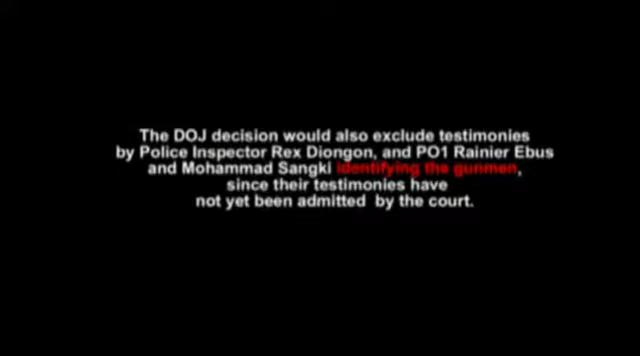 The DOJ decision would also exclude testimonies
by Police Inspector Rex Diongon, and PO1 Rainier Ebus
and Mohammad Sangki identifying the gunmen,
since their testimonies have
not yet been admitted by the court.